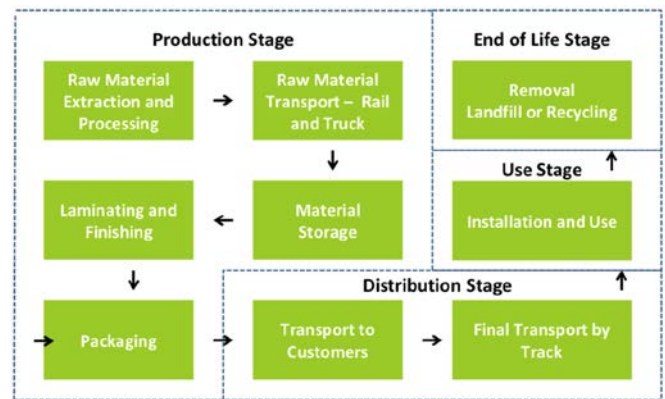 Production Stage
End of Life Stage
Raw Material
Extraction and
Processing
Raw Material
Transport – Rail
and Truck
Removal
Landfill or Recycling
Use Stage
Laminating and
Finishing
Material
Storage
Installation and Use
Distribution Stage
Packaging
Transport to
Customers
Final Transport by
Track